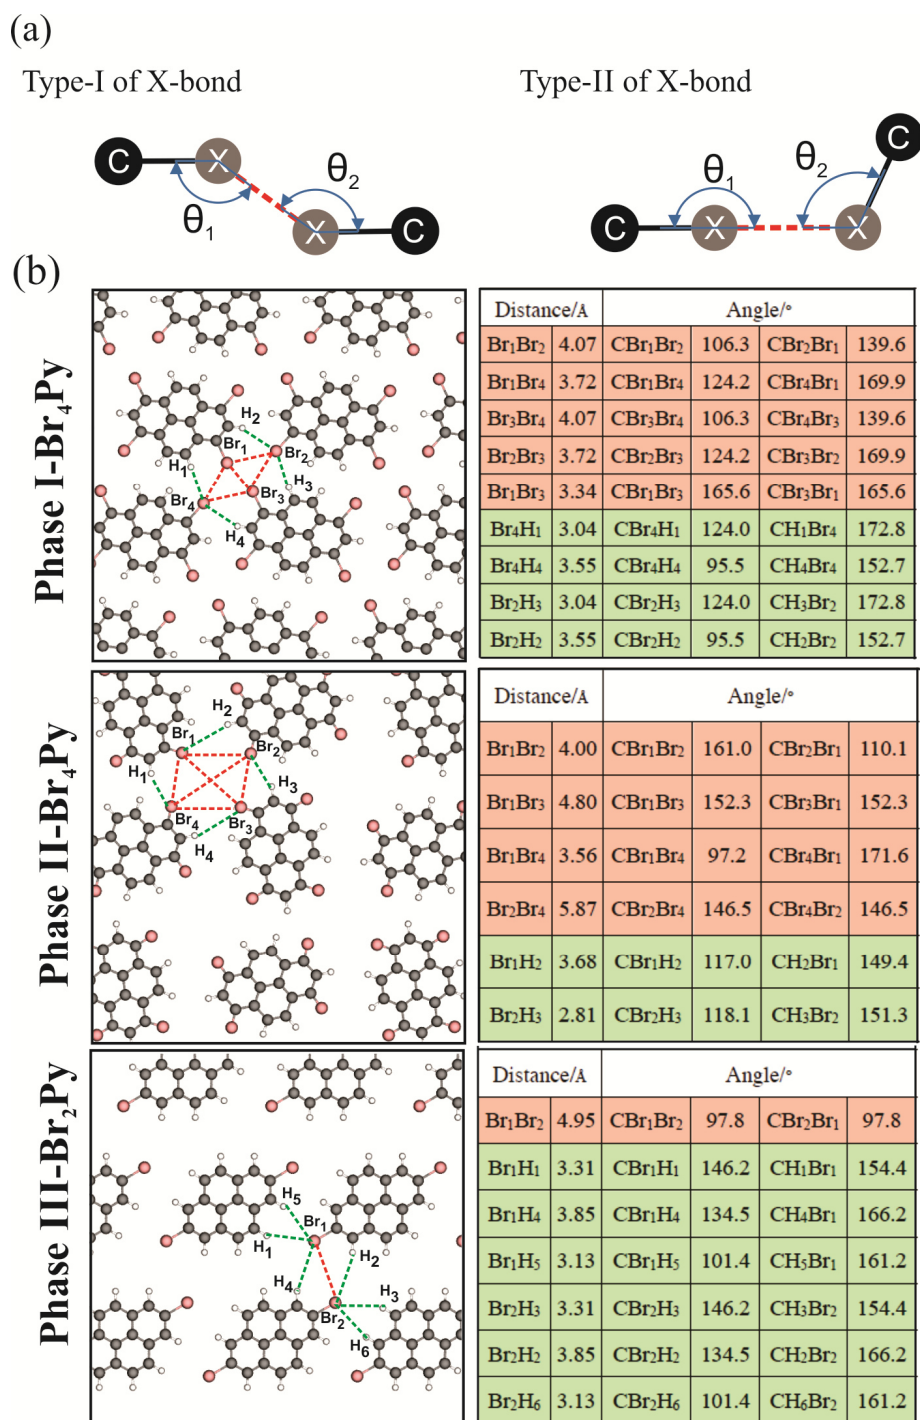 (a)
Type-I of X-bond
Type-II of X-bond
C X θ₁ θ₂ X C
C X θ₁ θ₂ X C
(b)
Phase I-Br₄Py
H₂
Br₁ Br₂
H₁
Br₄ Br₃ H₃
H₄
Distance/Å Angle/°
Br₁Br₂ 4.07 CBr₁Br₂ 106.3 CBr₂Br₁ 139.6
Br₁Br₄ 3.72 CBr₁Br₄ 124.2 CBr₄Br₁ 169.9
Br₃Br₄ 4.07 CBr₃Br₄ 106.3 CBr₄Br₃ 139.6
Br₂Br₃ 3.72 CBr₂Br₃ 124.2 CBr₃Br₂ 169.9
Br₁Br₃ 3.34 CBr₁Br₃ 165.6 CBr₃Br₁ 165.6
Br₄H₁ 3.04 CBr₄H₁ 124.0 CH₁Br₄ 172.8
Br₄H₄ 3.55 CBr₄H₄ 95.5 CH₄Br₄ 152.7
Br₂H₃ 3.04 CBr₂H₃ 124.0 CH₃Br₂ 172.8
Br₂H₂ 3.55 CBr₂H₂ 95.5 CH₂Br₂ 152.7
Phase II-Br₄Py
H₂
Br₁ Br₂
H₁ H₃
Br₄ Br₃
H₄
Distance/Å Angle/°
Br₁Br₂ 4.00 CBr₁Br₂ 161.0 CBr₂Br₁ 110.1
Br₁Br₃ 4.80 CBr₁Br₃ 152.3 CBr₃Br₁ 152.3
Br₁Br₄ 3.56 CBr₁Br₄ 97.2 CBr₄Br₁ 171.6
Br₂Br₄ 5.87 CBr₂Br₄ 146.5 CBr₄Br₂ 146.5
Br₁H₂ 3.68 CBr₁H₂ 117.0 CH₂Br₁ 149.4
Br₂H₃ 2.81 CBr₂H₃ 118.1 CH₃Br₂ 151.3
Phase III-Br₂Py
H₅
Br₁
H₁ H₂
H₄ H₃
Br₂
H₆
Distance/Å Angle/°
Br₁Br₂ 4.95 CBr₁Br₂ 97.8 CBr₂Br₁ 97.8
Br₁H₁ 3.31 CBr₁H₁ 146.2 CH₁Br₁ 154.4
Br₁H₄ 3.85 CBr₁H₄ 134.5 CH₄Br₁ 166.2
Br₁H₅ 3.13 CBr₁H₅ 101.4 CH₅Br₁ 161.2
Br₂H₃ 3.31 CBr₂H₃ 146.2 CH₃Br₂ 154.4
Br₂H₂ 3.85 CBr₂H₂ 134.5 CH₂Br₂ 166.2
Br₂H₆ 3.13 CBr₂H₆ 101.4 CH₆Br₂ 161.2